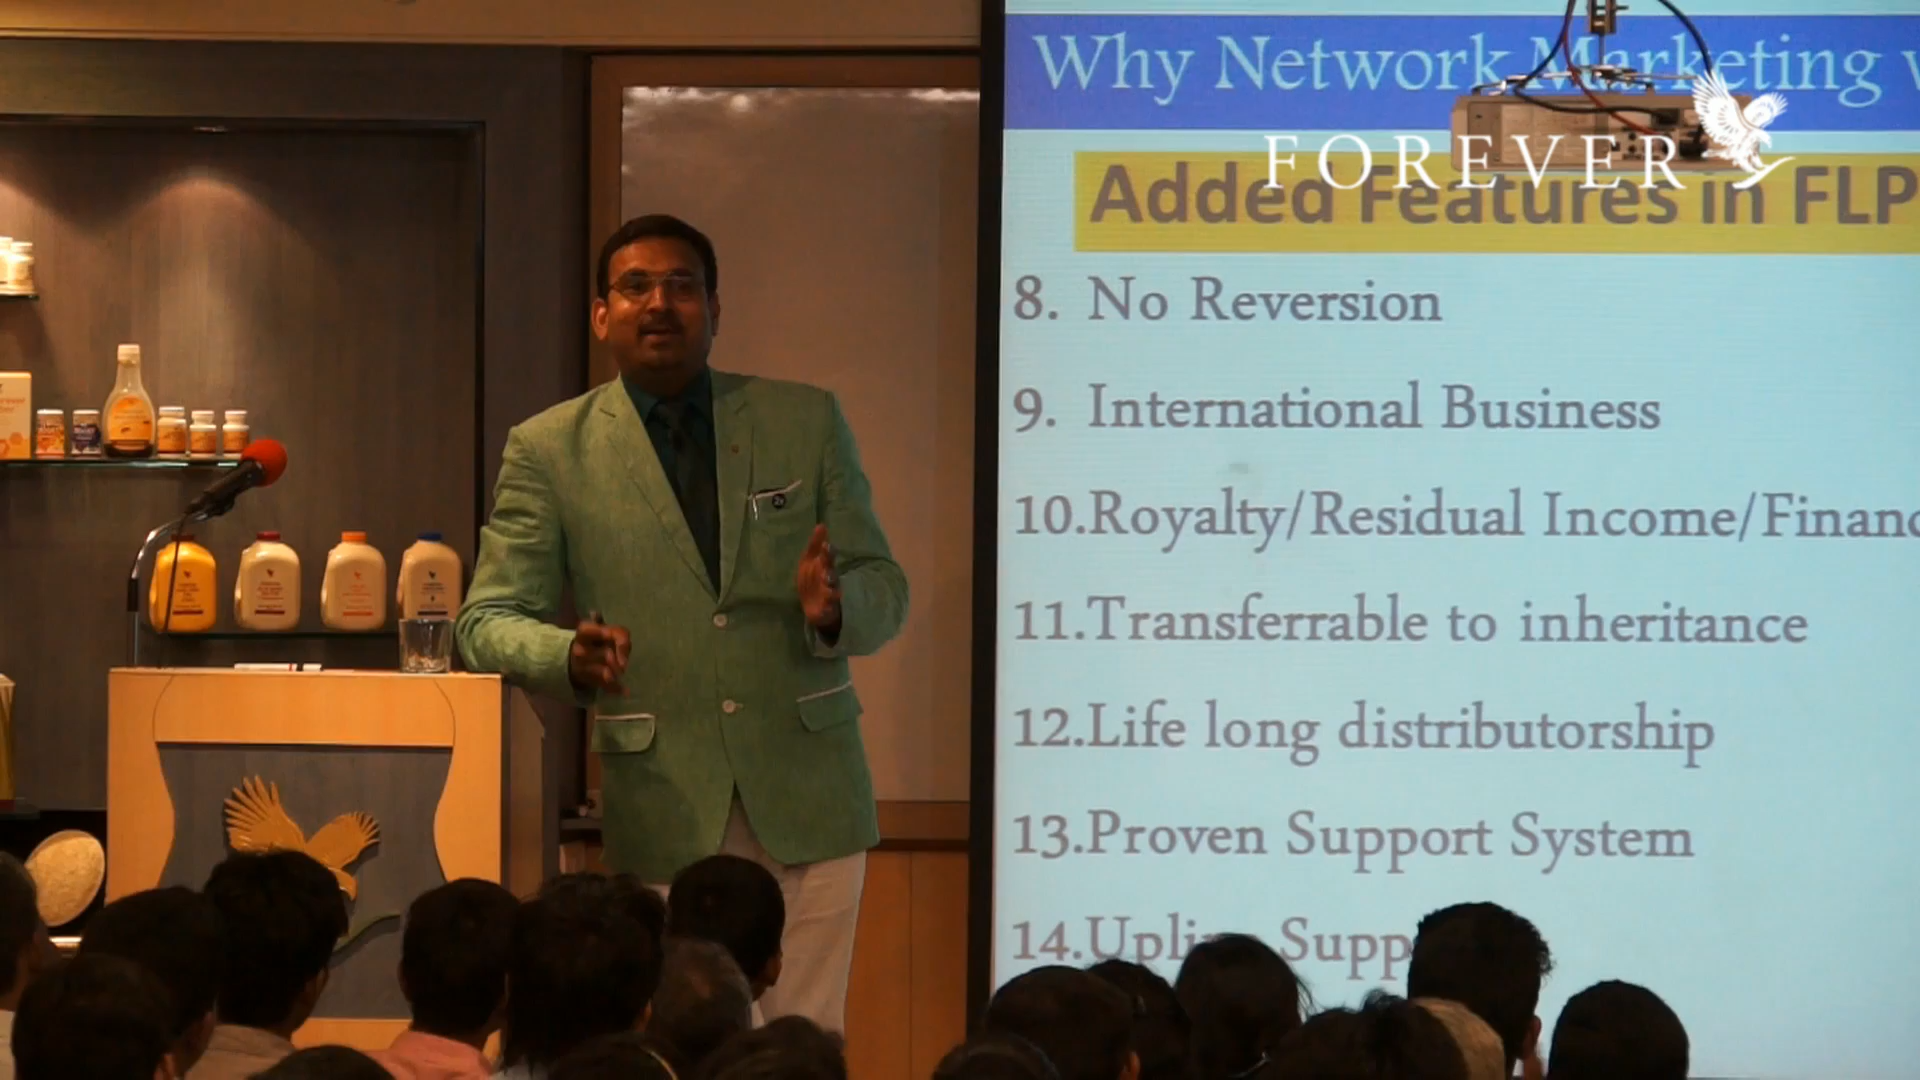 Why Network Marketing
FOREVER
Added Features in FLP
8. No Reversion
9. International Business
10.Royalty/Residual Income/Financ
11.Transferrable to inheritance
12.Life long distributorship
13.Proven Support System
14.Upli Supp